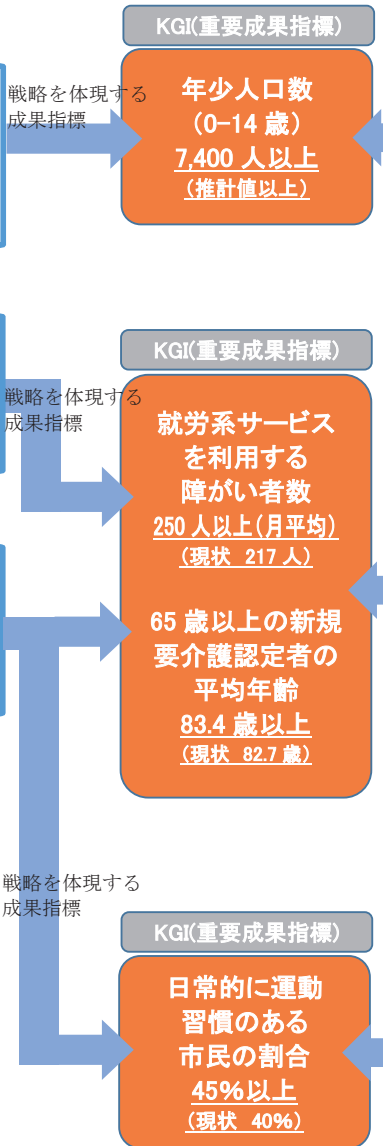 KGI(重要成果指標)
戦略を体現する
成果指標
年少人口数
(0-14 歳)
7,400 人以上
(推計値以上)
KGI(重要成果指標)
戦略を体現する
成果指標
就労系サービス
を利用する
障がい者数
250 人以上(月平均)
(現状 217 人)
65 歳以上の新規
要介護認定者の
平均年齢
83.4 歳以上
(現状 82.7 歳)
戦略を体現する
成果指標
KGI(重要成果指標)
日常的に運動
習慣のある
市民の割合
45%以上
(現状 40%)